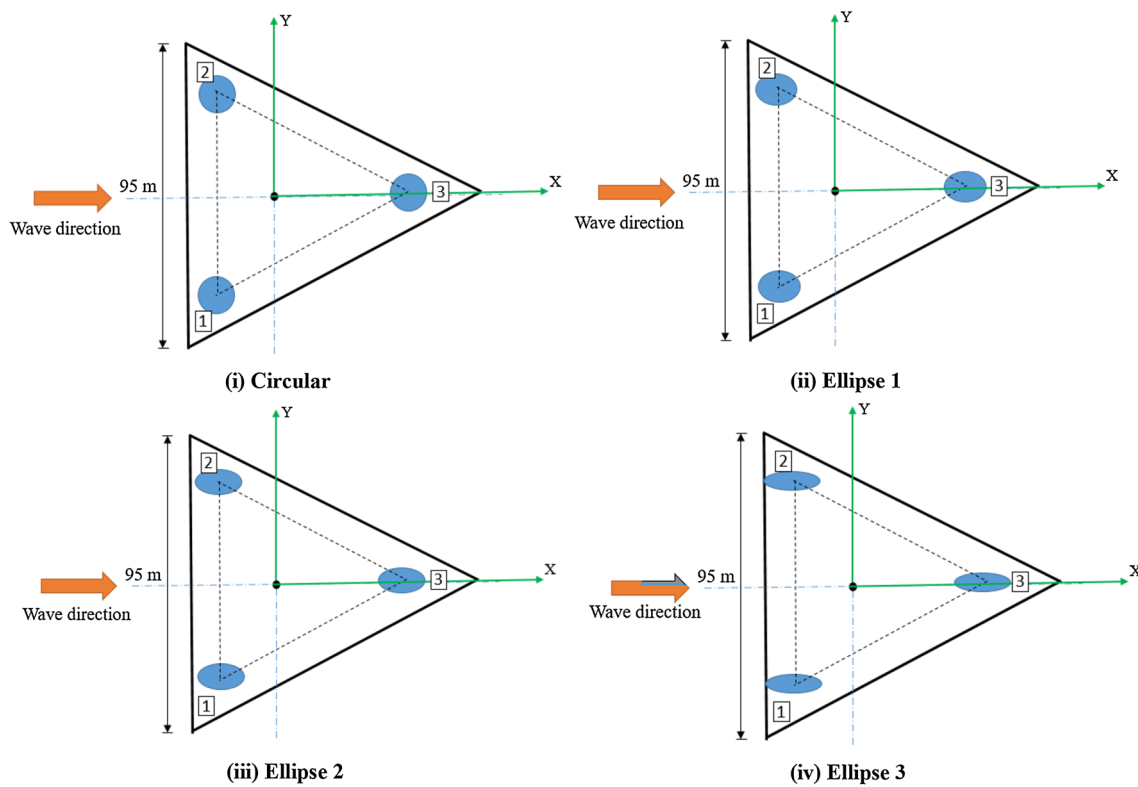 Y
2
95 m
X
3
Wave direction
1
(i) Circular
Y
2
95 m
X
3
Wave direction
1
(ii) Ellipse 1
Y
2
95 m
X
3
Wave direction
1
(iii) Ellipse 2
Y
2
95 m
X
3
Wave direction
1
(iv) Ellipse 3